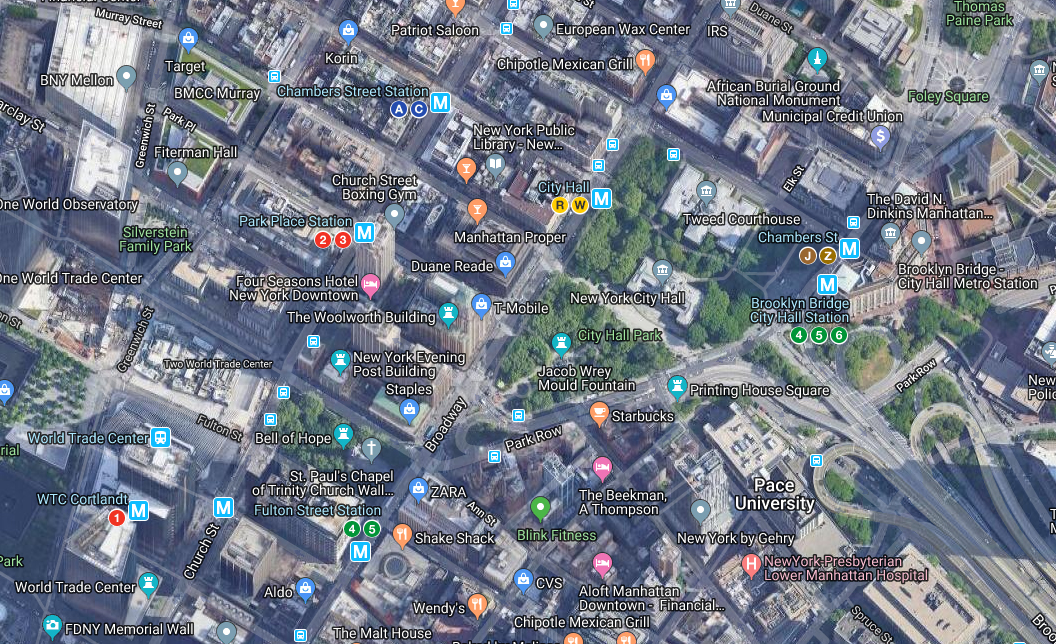 Murray Street
Patriot Saloon
European Wax Center
Duane St
IRS
Thomas
Paine Park
Target
Korin
BNY Mellon
Chipotle Mexican Grill
BMCC Murray
Chambers Street Station
A C M
African Burial Ground
National Monument
Foley Square
Municipal Credit Union
$
Greenwich St
Park Pl
Fiterman Hall
New York Public
Library - New...
Church Street
Boxing Gym
City Hall
R W M
Elk St
One World Observatory
Silverstein
Family Park
Park Place Station
2 3 M
Manhattan Proper
Tweed Courthouse
The David N.
Dinkins Manhattan...
Chambers St
J Z M
Duane Reade
One World Trade Center
Four Seasons Hotel
New York Downtown
New York City Hall
M
Brooklyn Bridge
City Hall Station
4 5 6
Brooklyn Bridge -
City Hall Metro Station
The Woolworth Building
T-Mobile
Greenwich St
City Hall Park
Two World Trade Center
New York Evening
Post Building
Jacob Wrey
Mould Fountain
Park Row
Staples
Printing House Square
Broadway
Starbucks
Fulton St
World Trade Center
Bell of Hope
Park Row
St. Paul's Chapel
of Trinity Church Wall...
ZARA
The Beekman,
A Thompson
Pace
University
WTC Cortlandt
1 M
M
Fulton Street Station
4 5
M
Ann St
Blink Fitness
Shake Shack
New York by Gehry
Church St
Park
World Trade Center
Aldo
CVS
H
NewYork-Presbyterian
Lower Manhattan Hospital
Aloft Manhattan
Downtown - Financial...
Wendy's
Spruce St
FDNY Memorial Wall
The Malt House
Chipotle Mexican Grill